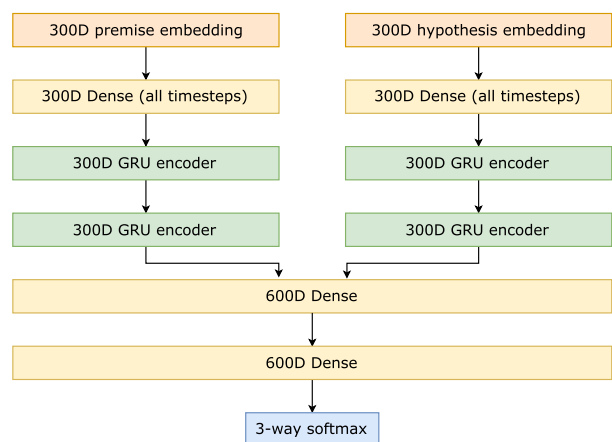 300D premise embedding
300D hypothesis embedding
300D Dense (all timesteps)
300D Dense (all timesteps)
300D GRU encoder
300D GRU encoder
300D GRU encoder
300D GRU encoder
600D Dense
600D Dense
3-way softmax